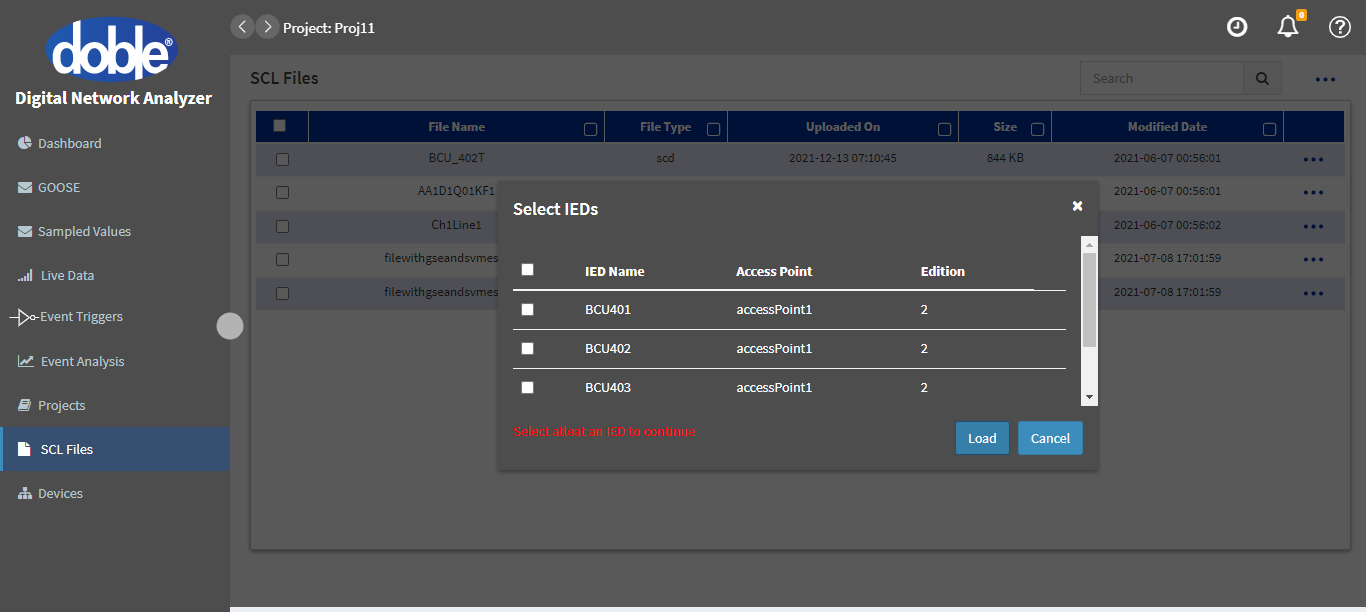 doble®
Digital Network Analyzer
Dashboard
GOOSE
Sampled Values
Live Data
Event Triggers
Event Analysis
Projects
SCL Files
Devices
Project: Proj11
0
SCL Files
Search
File Name File Type Uploaded On Size Modified Date
BCU_402T scd 2021-12-13 07:10:45 844 KB 2021-06-07 00:56:01
AA1D1Q01KF1 2021-06-07 00:56:01
Ch1Line1 2021-06-07 00:56:02
filewithgseandsvmes 2021-07-08 17:01:59
filewithgseandsvmes 2021-07-08 17:01:59
Select IEDs
IED Name Access Point Edition
BCU401 accessPoint1 2
BCU402 accessPoint1 2
BCU403 accessPoint1 2
Select atleat an IED to continue
Load Cancel